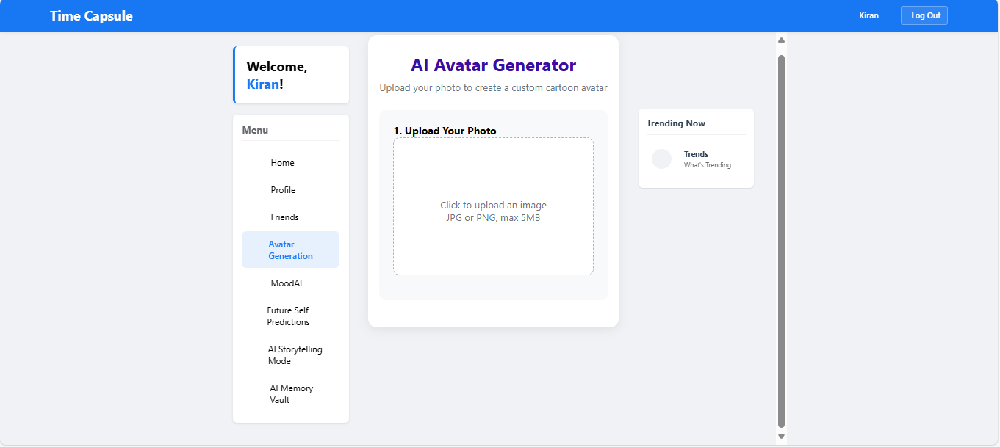 Time Capsule
Kiran
Log Out
Welcome,
Kiran!
Menu
Home
Profile
Friends
Avatar
Generation
MoodAI
Future Self
Predictions
AI Storytelling
Mode
AI Memory
Vault
AI Avatar Generator
Upload your photo to create a custom cartoon avatar
1. Upload Your Photo
Click to upload an image
JPG or PNG, max 5MB
Trending Now
Trends
What's Trending